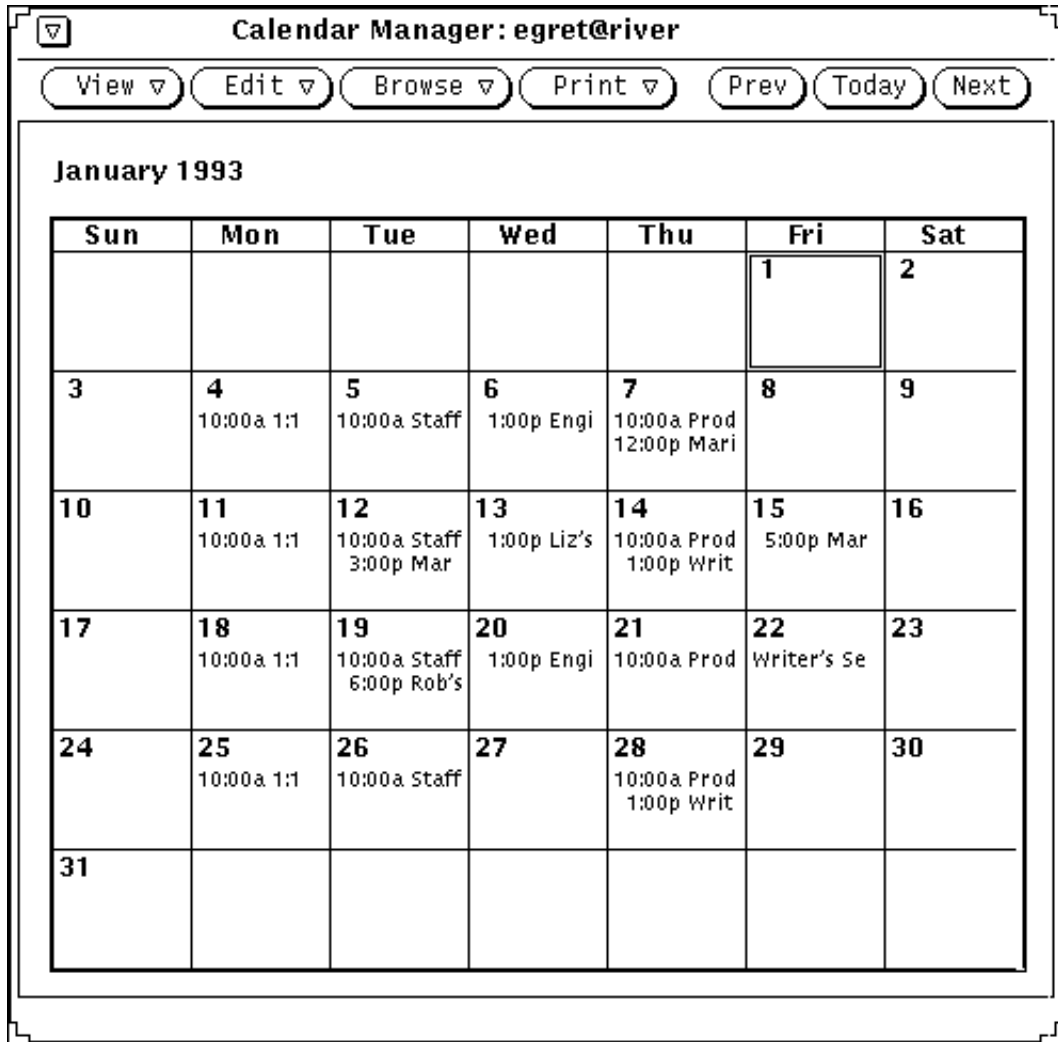 Calendar Manager: egret@river
View Edit Browse Print Prev Today Next
January 1993
Sun Mon Tue Wed Thu Fri Sat
1 2
3 4 5 6 7 8 9
10:00a 1:1 10:00a Staff 1:00p Engi 10:00a Prod
12:00p Mari
10 11 12 13 14 15 16
10:00a 1:1 10:00a Staff 1:00p Liz's 10:00a Prod 5:00p Mar
3:00p Mar 1:00p Writ
17 18 19 20 21 22 23
10:00a 1:1 10:00a Staff 1:00p Engi 10:00a Prod Writer's Se
6:00p Rob's
24 25 26 27 28 29 30
10:00a 1:1 10:00a Staff 10:00a Prod
1:00p Writ
31